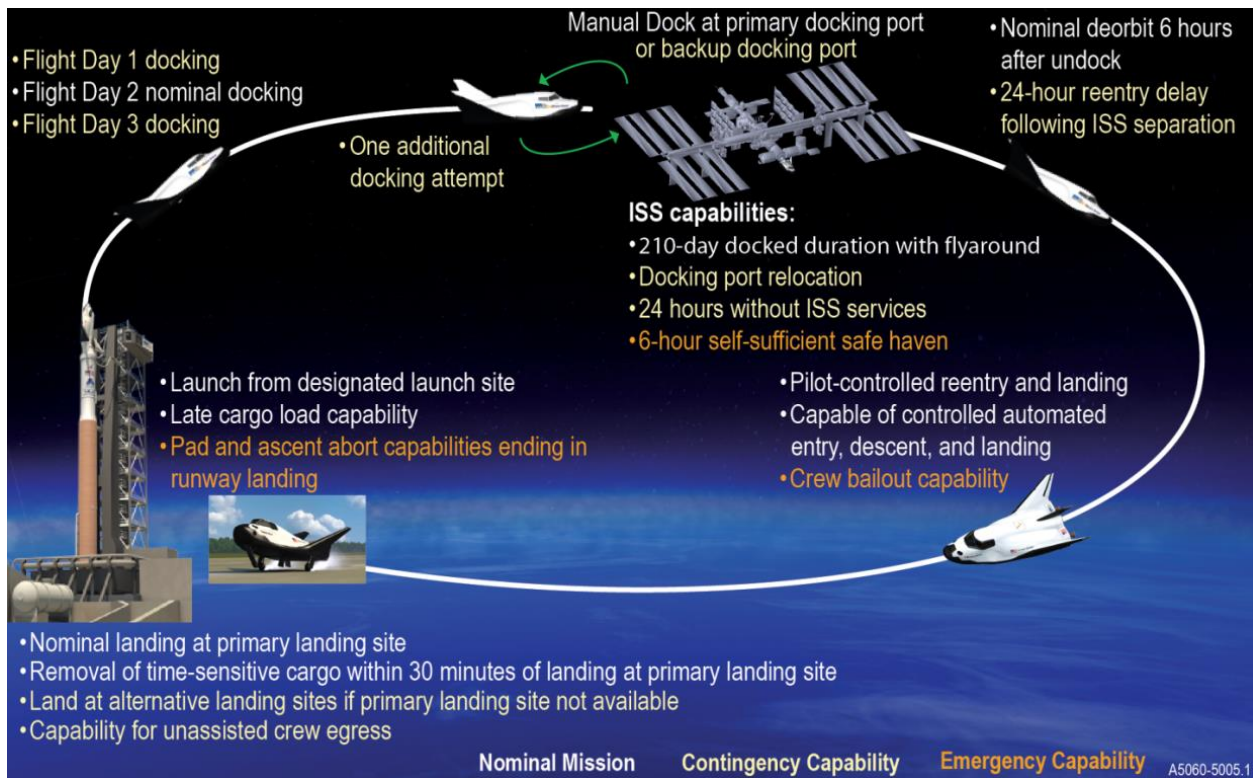 • Flight Day 1 docking
• Flight Day 2 nominal docking
• Flight Day 3 docking
Manual Dock at primary docking port
or backup docking port
• One additional
docking attempt
• Nominal deorbit 6 hours
after undock
• 24-hour reentry delay
following ISS separation
ISS capabilities:
• 210-day docked duration with flyaround
• Docking port relocation
• 24 hours without ISS services
• 6-hour self-sufficient safe haven
• Launch from designated launch site
• Late cargo load capability
• Pad and ascent abort capabilities ending in
runway landing
• Pilot-controlled reentry and landing
• Capable of controlled automated
entry, descent, and landing
• Crew bailout capability
• Nominal landing at primary landing site
• Removal of time-sensitive cargo within 30 minutes of landing at primary landing site
• Land at alternative landing sites if primary landing site not available
• Capability for unassisted crew egress
Nominal Mission Contingency Capability Emergency Capability
A5060-5005.1